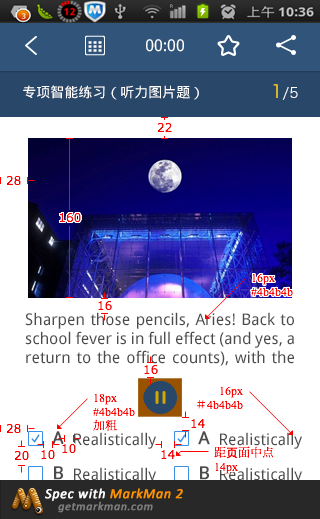 3
12
上午 10:36
00:00
专项智能练习（听力图片题）
1/5
22
28
160
16px
#4b4b4b
16
Sharpen those pencils, Aries! Back to
school fever is in full effect (and yes, a
return to the office counts), with the
16
18px
#4b4b4b
加粗
16px
#4b4b4b
14
28
A Realistically
A Realistically
20
10
10
14
距页面中点
14px
B Realistically
B Realistically
Spec with MarkMan 2
getmarkman.com